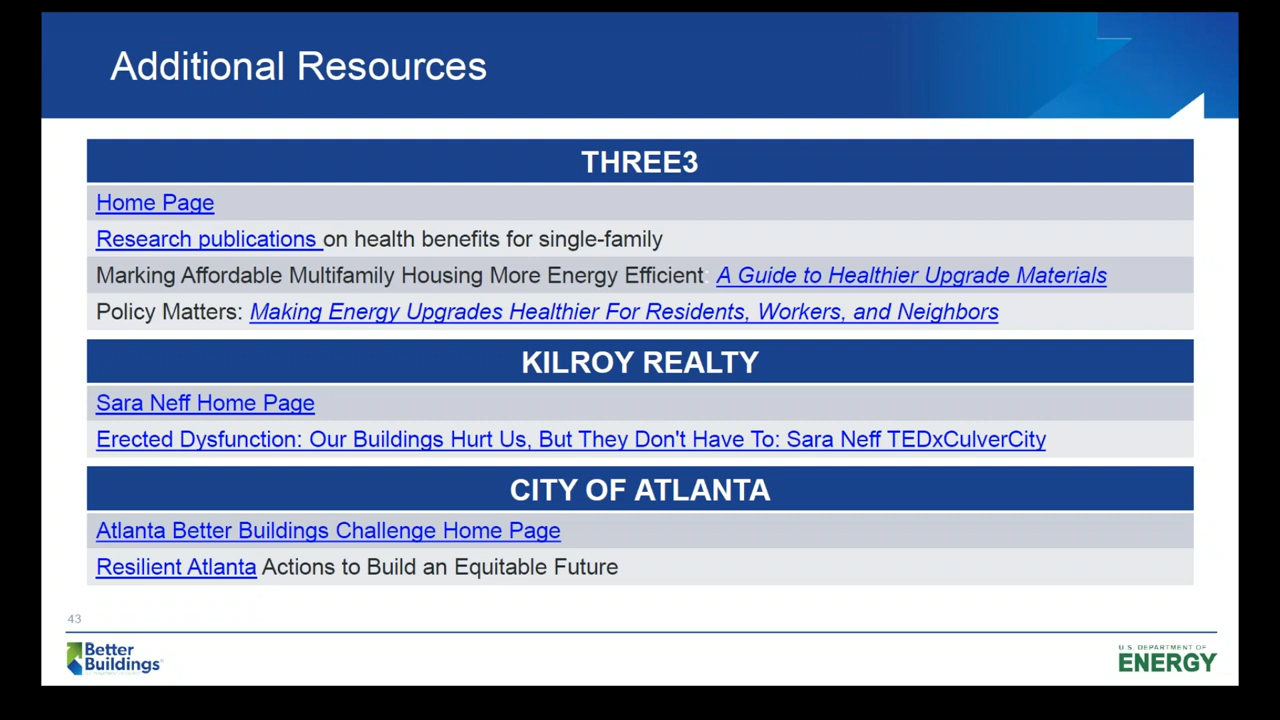 Additional Resources
THREE3
Home Page
Research publications on health benefits for single-family
Marking Affordable Multifamily Housing More Energy Efficient: A Guide to Healthier Upgrade Materials
Policy Matters: Making Energy Upgrades Healthier For Residents, Workers, and Neighbors
KILROY REALTY
Sara Neff Home Page
Erected Dysfunction: Our Buildings Hurt Us, But They Don't Have To: Sara Neff TEDxCulverCity
CITY OF ATLANTA
Atlanta Better Buildings Challenge Home Page
Resilient Atlanta Actions to Build an Equitable Future
43
Better
Buildings
U.S. DEPARTMENT OF
ENERGY